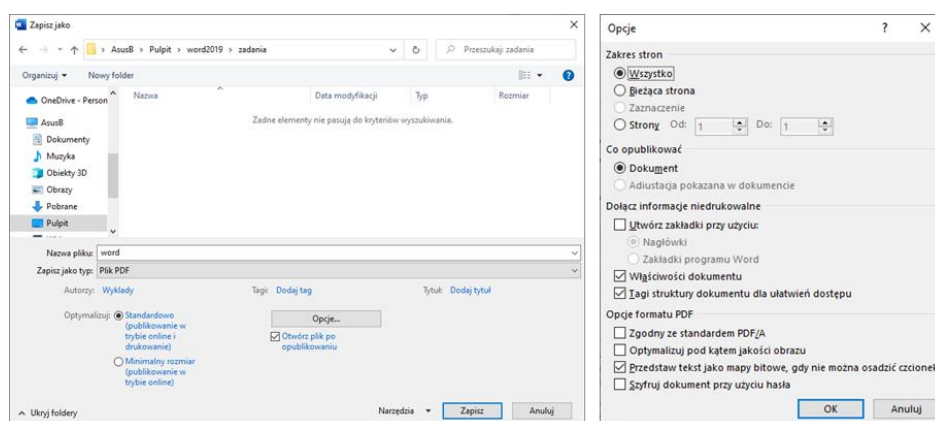 Zapisz jako
AsusB › Pulpit › word2019 › zadania
Przeszukaj: zadania
Organizuj
Nowy folder
Nazwa
Data modyfikacji
Typ
Rozmiar
OneDrive - Person
Żadne elementy nie pasują do kryteriów wyszukiwania.
AsusB
Dokumenty
Muzyka
Obiekty 3D
Obrazy
Pobrane
Pulpit
Nazwa pliku: word
Zapisz jako typ: Plik PDF
Autorzy: Wyklady
Tagi: Dodaj tag
Tytuł: Dodaj tytuł
Optymalizuj:
Standardowo
(publikowanie w
trybie online i
drukowanie)
Minimalny rozmiar
(publikowanie w
trybie online)
Opcje...
Otwórz plik po
opublikowaniu
Ukryj foldery
Narzędzia
Zapisz
Anuluj
Opcje
?
Zakres stron
Wszystko
Bieżąca strona
Zaznaczenie
Strony Od: 1 Do: 1
Co opublikować
Dokument
Adiustacja pokazana w dokumencie
Dołącz informacje niedrukowalne
Utwórz zakładki przy użyciu:
Nagłówki
Zakładki programu Word
Właściwości dokumentu
Tagi struktury dokumentu dla ułatwień dostępu
Opcje formatu PDF
Zgodny ze standardem PDF/A
Optymalizuj pod kątem jakości obrazu
Przedstaw tekst jako mapy bitowe, gdy nie można osadzić czcionek
Szyfruj dokument przy użyciu hasła
OK
Anuluj